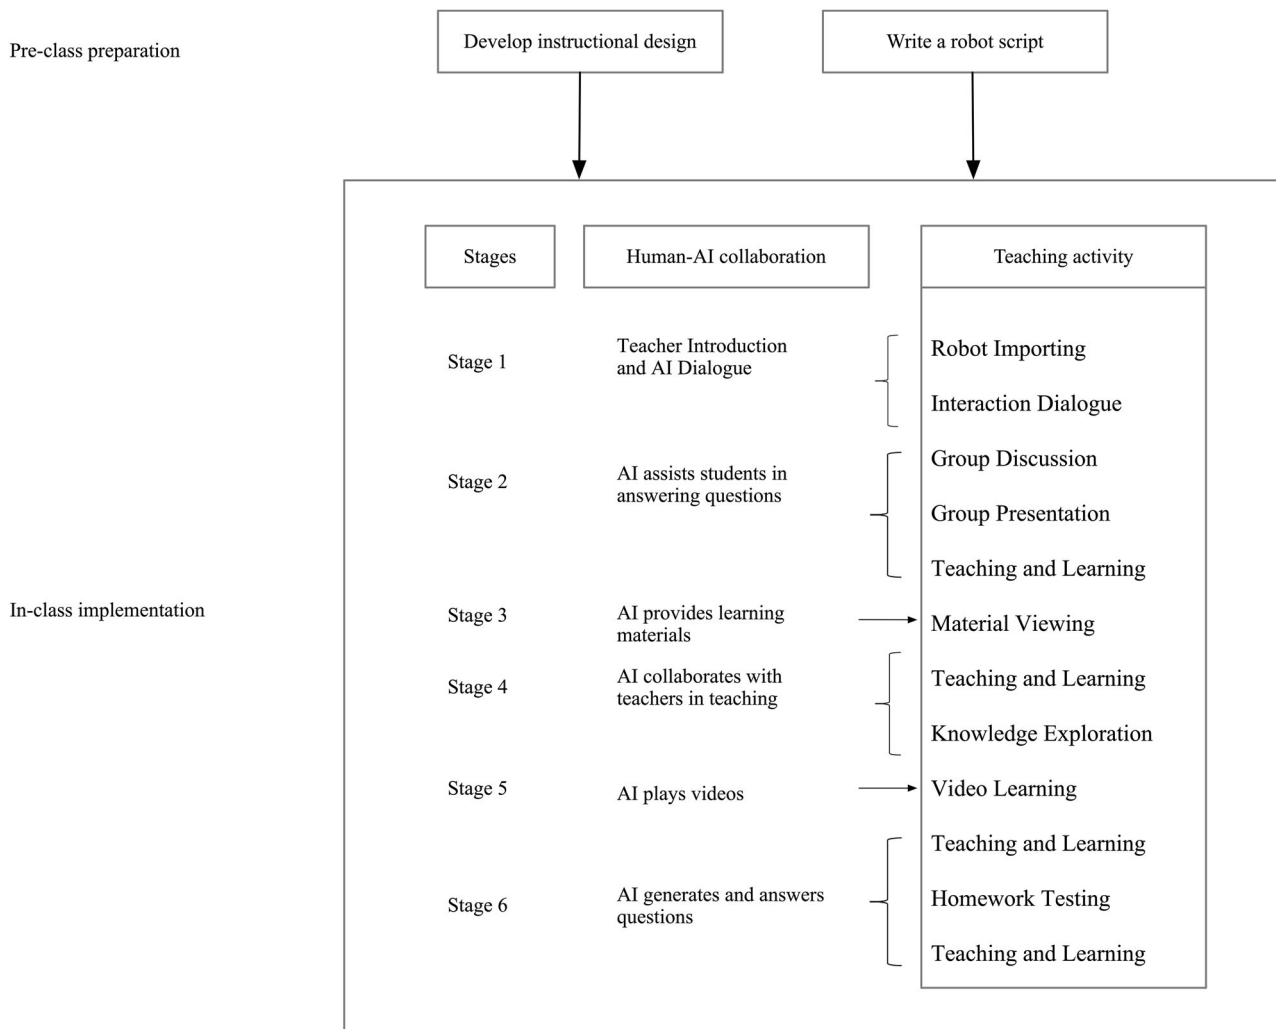 Pre-class preparation
Develop instructional design
Write a robot script
In-class implementation
Stages
Human-AI collaboration
Teaching activity
Stage 1
Teacher Introduction
and AI Dialogue
Robot Importing
Interaction Dialogue
Stage 2
AI assists students in
answering questions
Group Discussion
Group Presentation
Teaching and Learning
Stage 3
AI provides learning
materials
Material Viewing
Stage 4
AI collaborates with
teachers in teaching
Teaching and Learning
Knowledge Exploration
Stage 5
AI plays videos
Video Learning
Stage 6
AI generates and answers
questions
Teaching and Learning
Homework Testing
Teaching and Learning